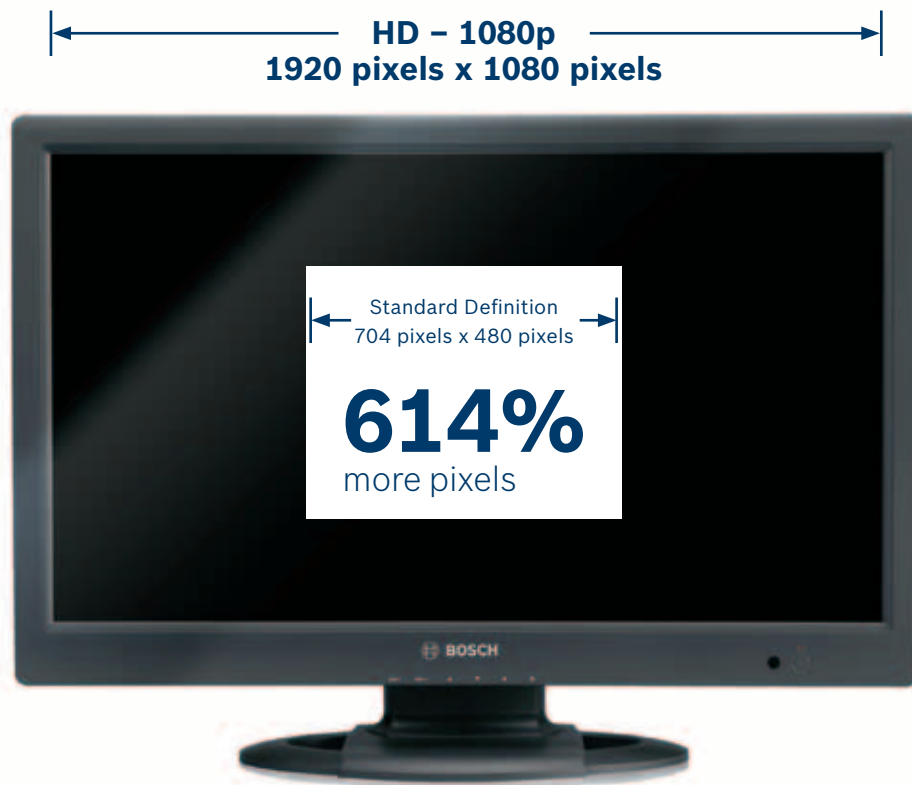 HD – 1080p
1920 pixels x 1080 pixels
Standard Definition
704 pixels x 480 pixels
614%
more pixels
BOSCH